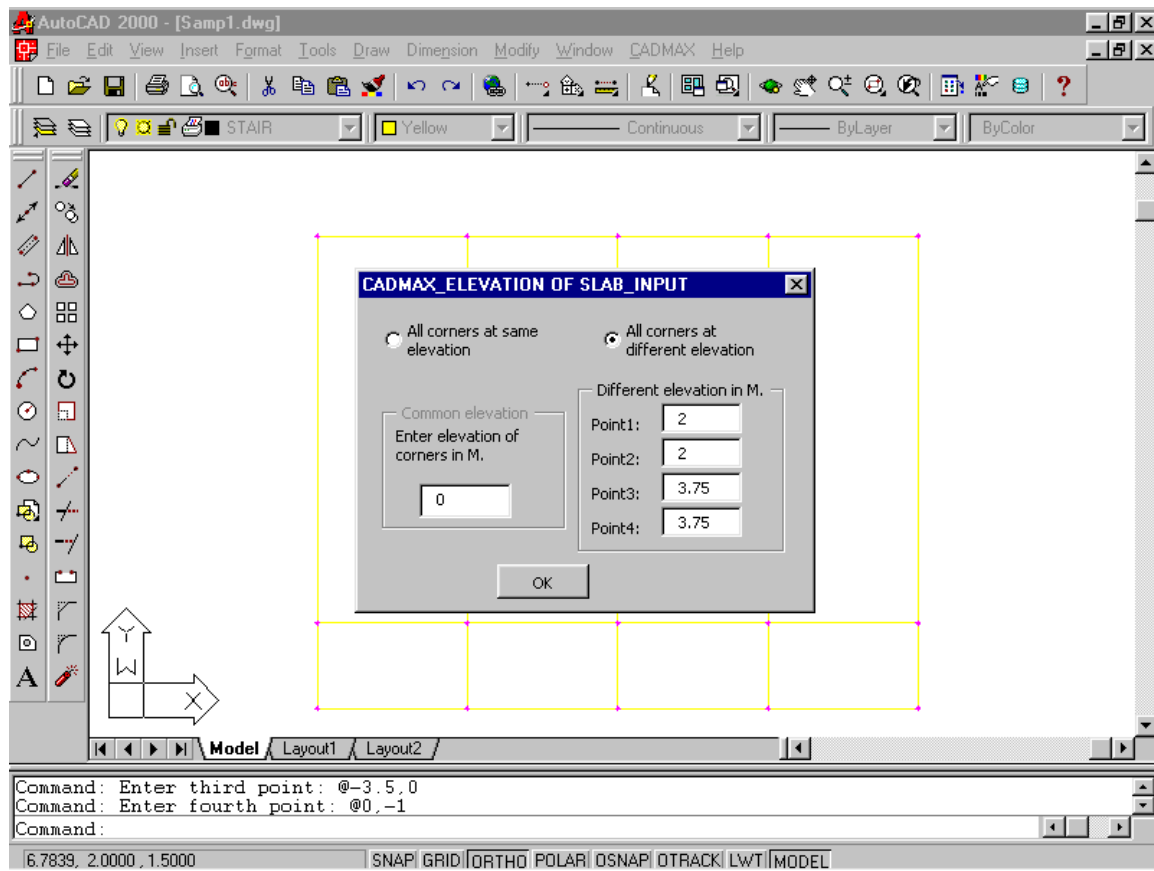 AutoCAD 2000 - [Samp1.dwg]
File Edit View Insert Format Tools Draw Dimension Modify Window CADMAX Help
STAIR Yellow Continuous ByLayer ByColor
CADMAX_ELEVATION OF SLAB_INPUT
All corners at same
elevation
All corners at
different elevation
Common elevation
Enter elevation of
corners in M.
0
Different elevation in M.
Point1: 2
Point2: 2
Point3: 3.75
Point4: 3.75
OK
Y
W
X
A
Model Layout1 Layout2
Command: Enter third point: @-3.5,0
Command: Enter fourth point: @0,-1
Command:
6.7839, 2.0000 , 1.5000 SNAP GRID ORTHO POLAR OSNAP OTRACK LWT MODEL